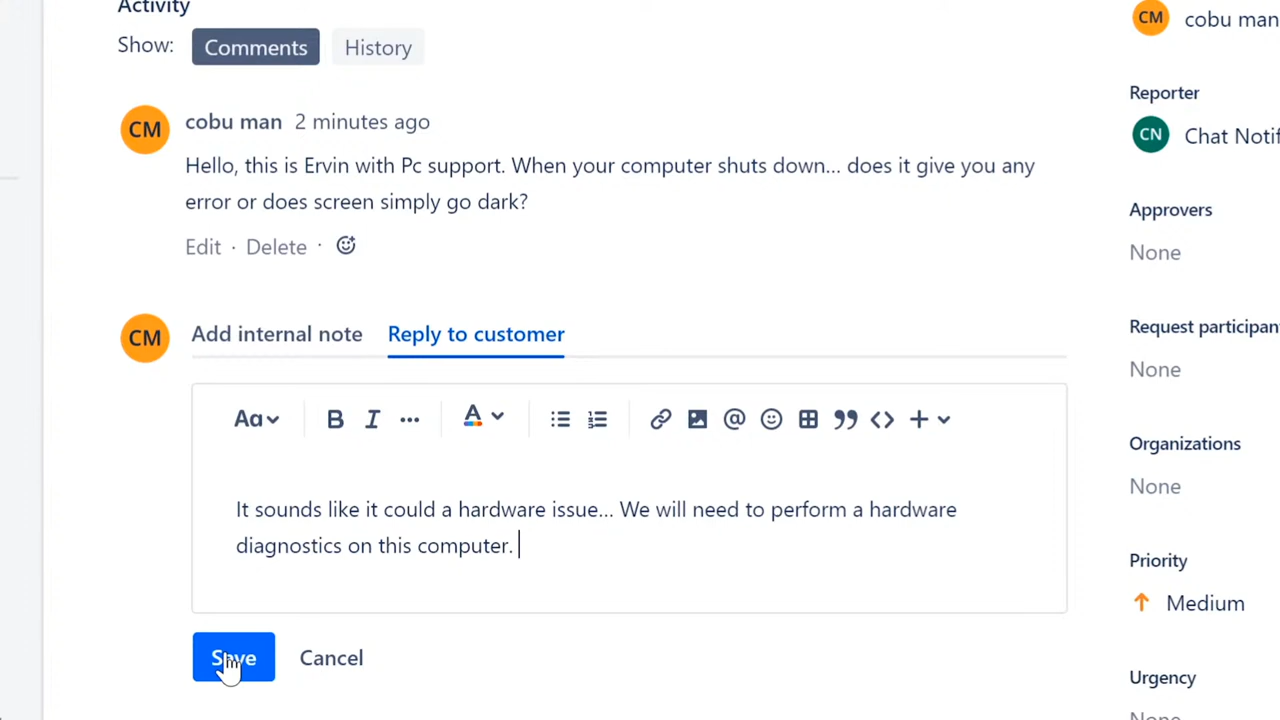 Activity
Show: Comments History
CM cobu man 2 minutes ago
Hello, this is Ervin with Pc support. When your computer shuts down... does it give you any
error or does screen simply go dark?
Edit · Delete ·
CM Add internal note Reply to customer
Aa B I ... A @ <> +
It sounds like it could a hardware issue... We will need to perform a hardware
diagnostics on this computer.
Save Cancel
CM cobu man
Reporter
CN Chat Notif
Approvers
None
Request participan
None
Organizations
None
Priority
Medium
Urgency
None